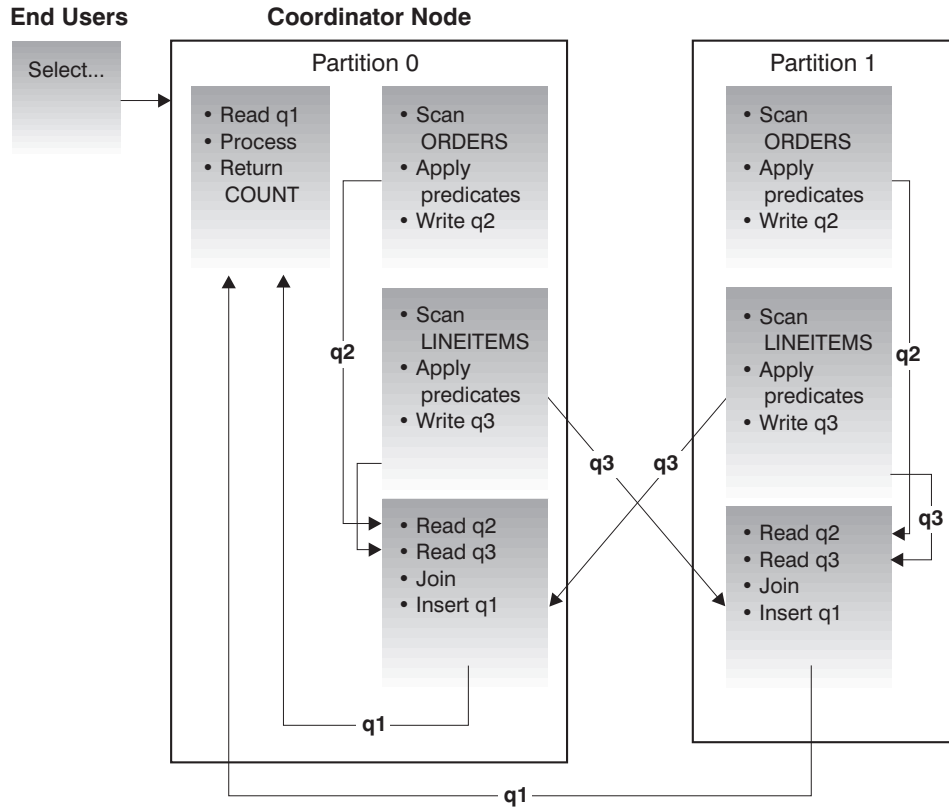 End Users
Coordinator Node
Select...
Partition 0
• Read q1
• Process
• Return
COUNT
• Scan
ORDERS
• Apply
predicates
• Write q2
q2
• Scan
LINEITEMS
• Apply
predicates
• Write q3
q3
q3
• Read q2
• Read q3
• Join
• Insert q1
q1
Partition 1
• Scan
ORDERS
• Apply
predicates
• Write q2
q2
• Scan
LINEITEMS
• Apply
predicates
• Write q3
q3
• Read q2
• Read q3
• Join
• Insert q1
q1